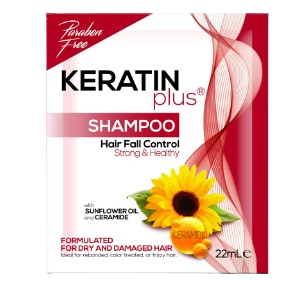 Paraben
Free
KERATIN
plus®
SHAMPOO
Hair Fall Control
Strong & Healthy
with
SUNFLOWER OIL
and CERAMIDE
CERAMIDE
FORMULATED
FOR DRY AND DAMAGED HAIR
Ideal for rebonded, color treated, or frizzy hair.
22mL e